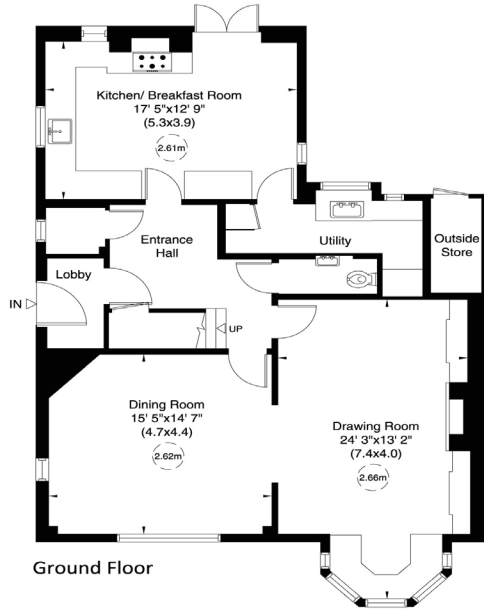 Kitchen/ Breakfast Room
17' 5"x12' 9"
(5.3x3.9)
2.61m
Entrance
Hall
Utility
Outside
Store
Lobby
IN
UP
Dining Room
15' 5"x14' 7"
(4.7x4.4)
2.62m
Drawing Room
24' 3"x13' 2"
(7.4x4.0)
2.66m
Ground Floor